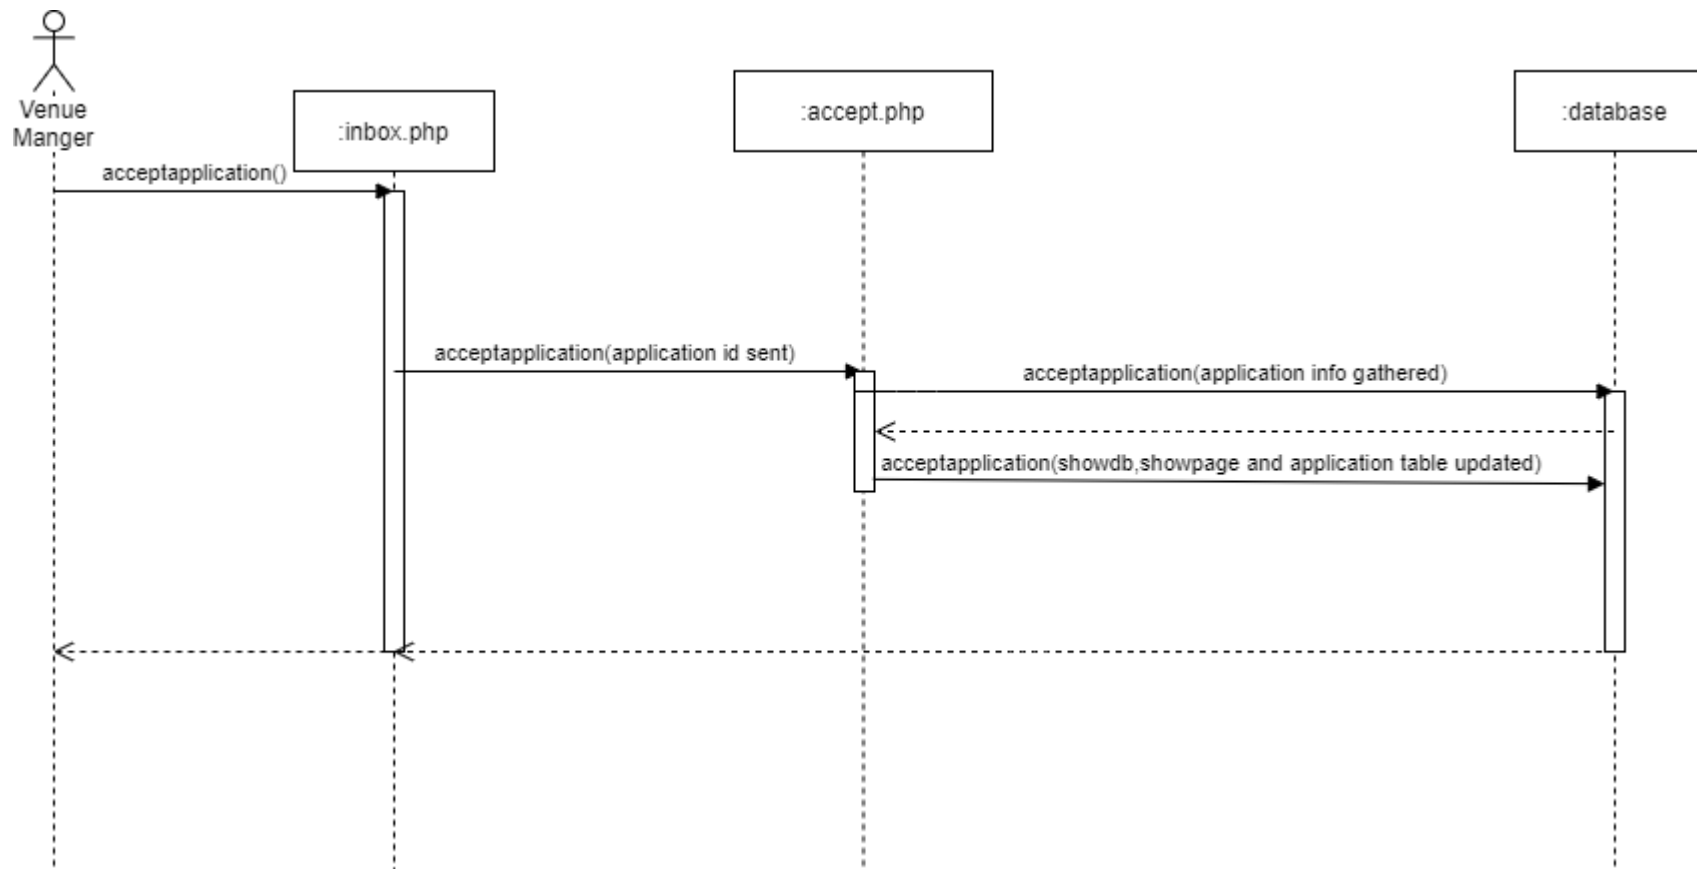 Venue
Manger
:inbox.php
:accept.php
:database
acceptapplication()
acceptapplication(application id sent)
acceptapplication(application info gathered)
acceptapplication(showdb,showpage and application table updated)